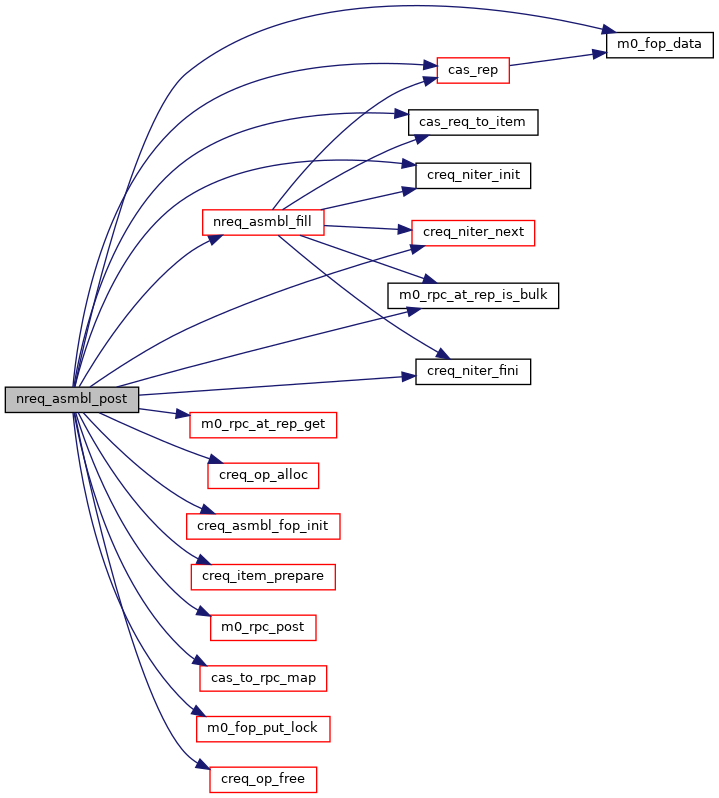 m0_fop_data
cas_rep
cas_req_to_item
creq_niter_init
nreq_asmbl_fill
creq_niter_next
m0_rpc_at_rep_is_bulk
creq_niter_fini
nreq_asmbl_post
m0_rpc_at_rep_get
creq_op_alloc
creq_asmbl_fop_init
creq_item_prepare
m0_rpc_post
cas_to_rpc_map
m0_fop_put_lock
creq_op_free